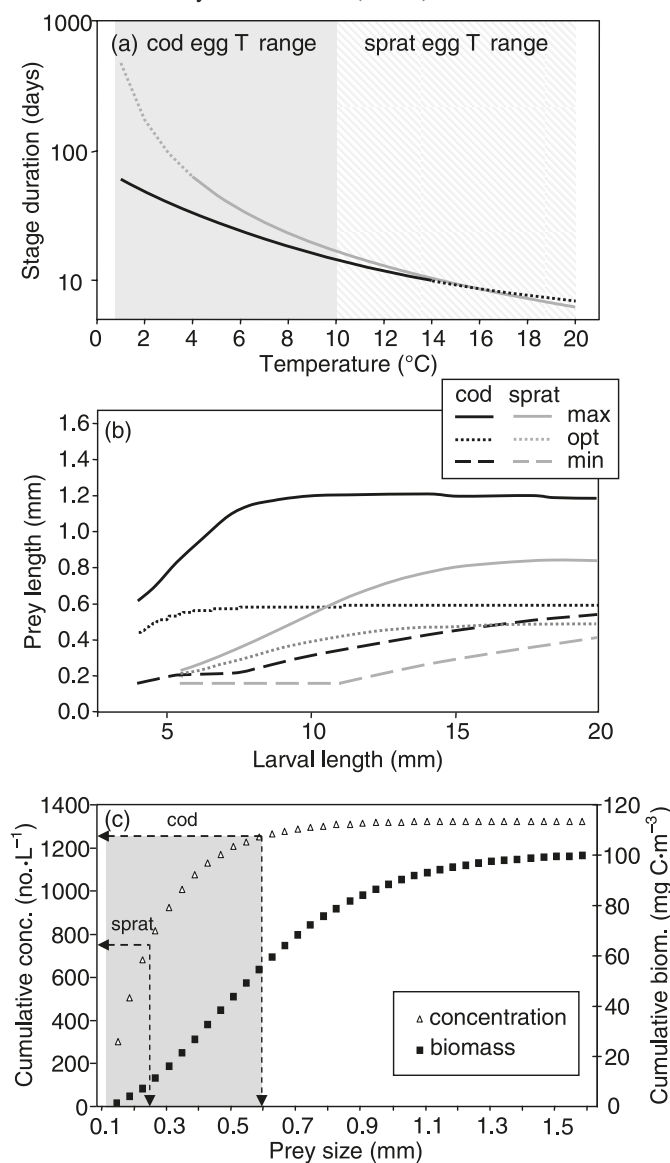 1000
(a) cod egg T range sprat egg T range
100
10
Stage duration (days)
0 2 4 6 8 10 12 14 16 18 20
Temperature (°C)
cod sprat
max
opt
min
(b)
1.6
1.4
1.2
1.0
0.8
0.6
0.4
0.2
0.0
Prey length (mm)
5 10 15 20
Larval length (mm)
(c)
cod
sprat
1400
1200
1000
800
600
400
200
0
Cumulative conc. (no.·L⁻¹)
120
100
80
60
40
20
0
Cumulative biom. (mg C·m⁻³)
concentration
biomass
0.1 0.3 0.5 0.7 0.9 1.1 1.3 1.5
Prey size (mm)